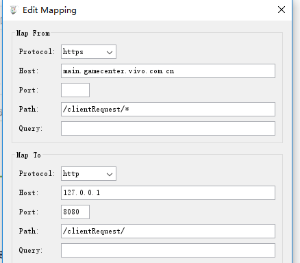 Edit Mapping
Map From
Protocol: https
Host: main.gamecenter.vivo.com.cn
Port:
Path: /clientRequest/*
Query:
Map To
Protocol: http
Host: 127.0.0.1
Port: 8080
Path: /clientRequest/
Query: